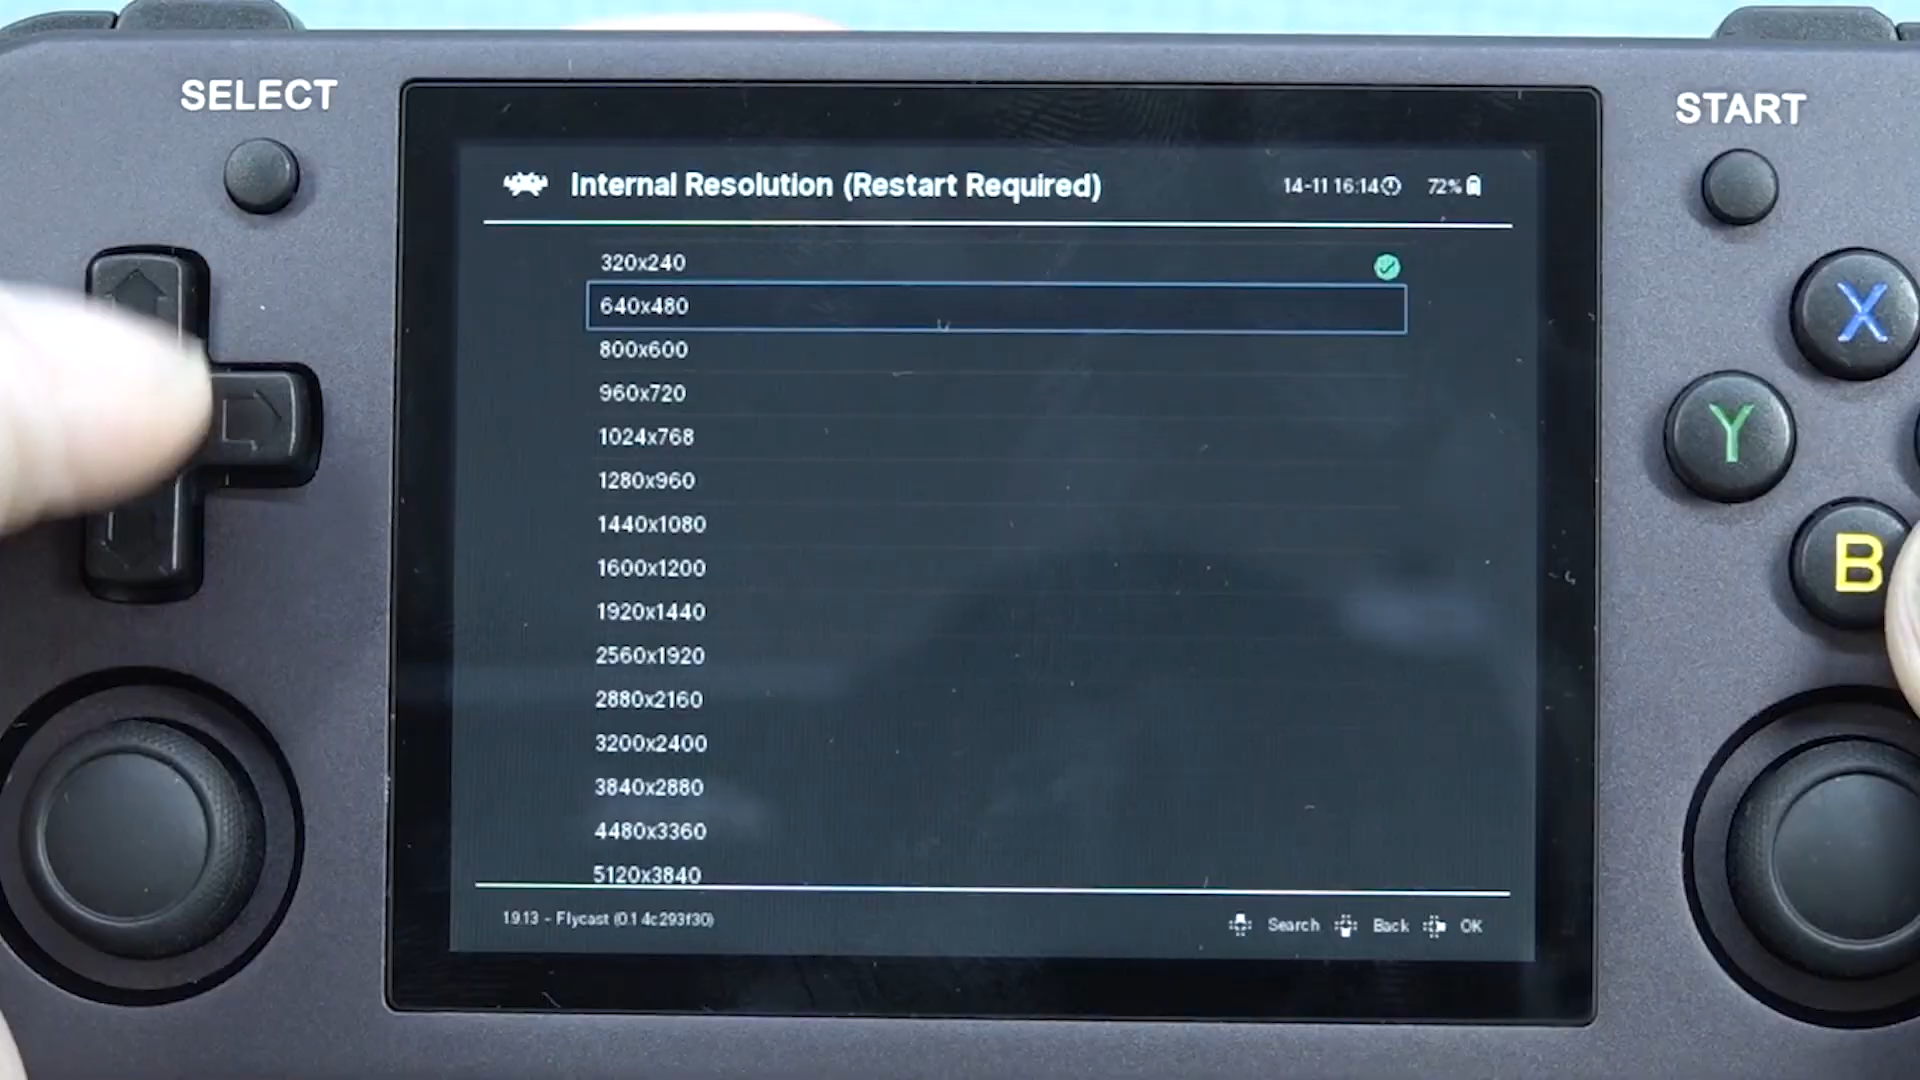 SELECT
START
Internal Resolution (Restart Required)
14-11 16:14
72%
320x240
640x480
800x600
960x720
1024x768
1280x960
1440x1080
1600x1200
1920x1440
2560x1920
2880x2160
3200x2400
3840x2880
4480x3360
5120x3840
1.9.13 - Flycast (0.1 4c293f30)
Search
Back
OK
X
Y
B